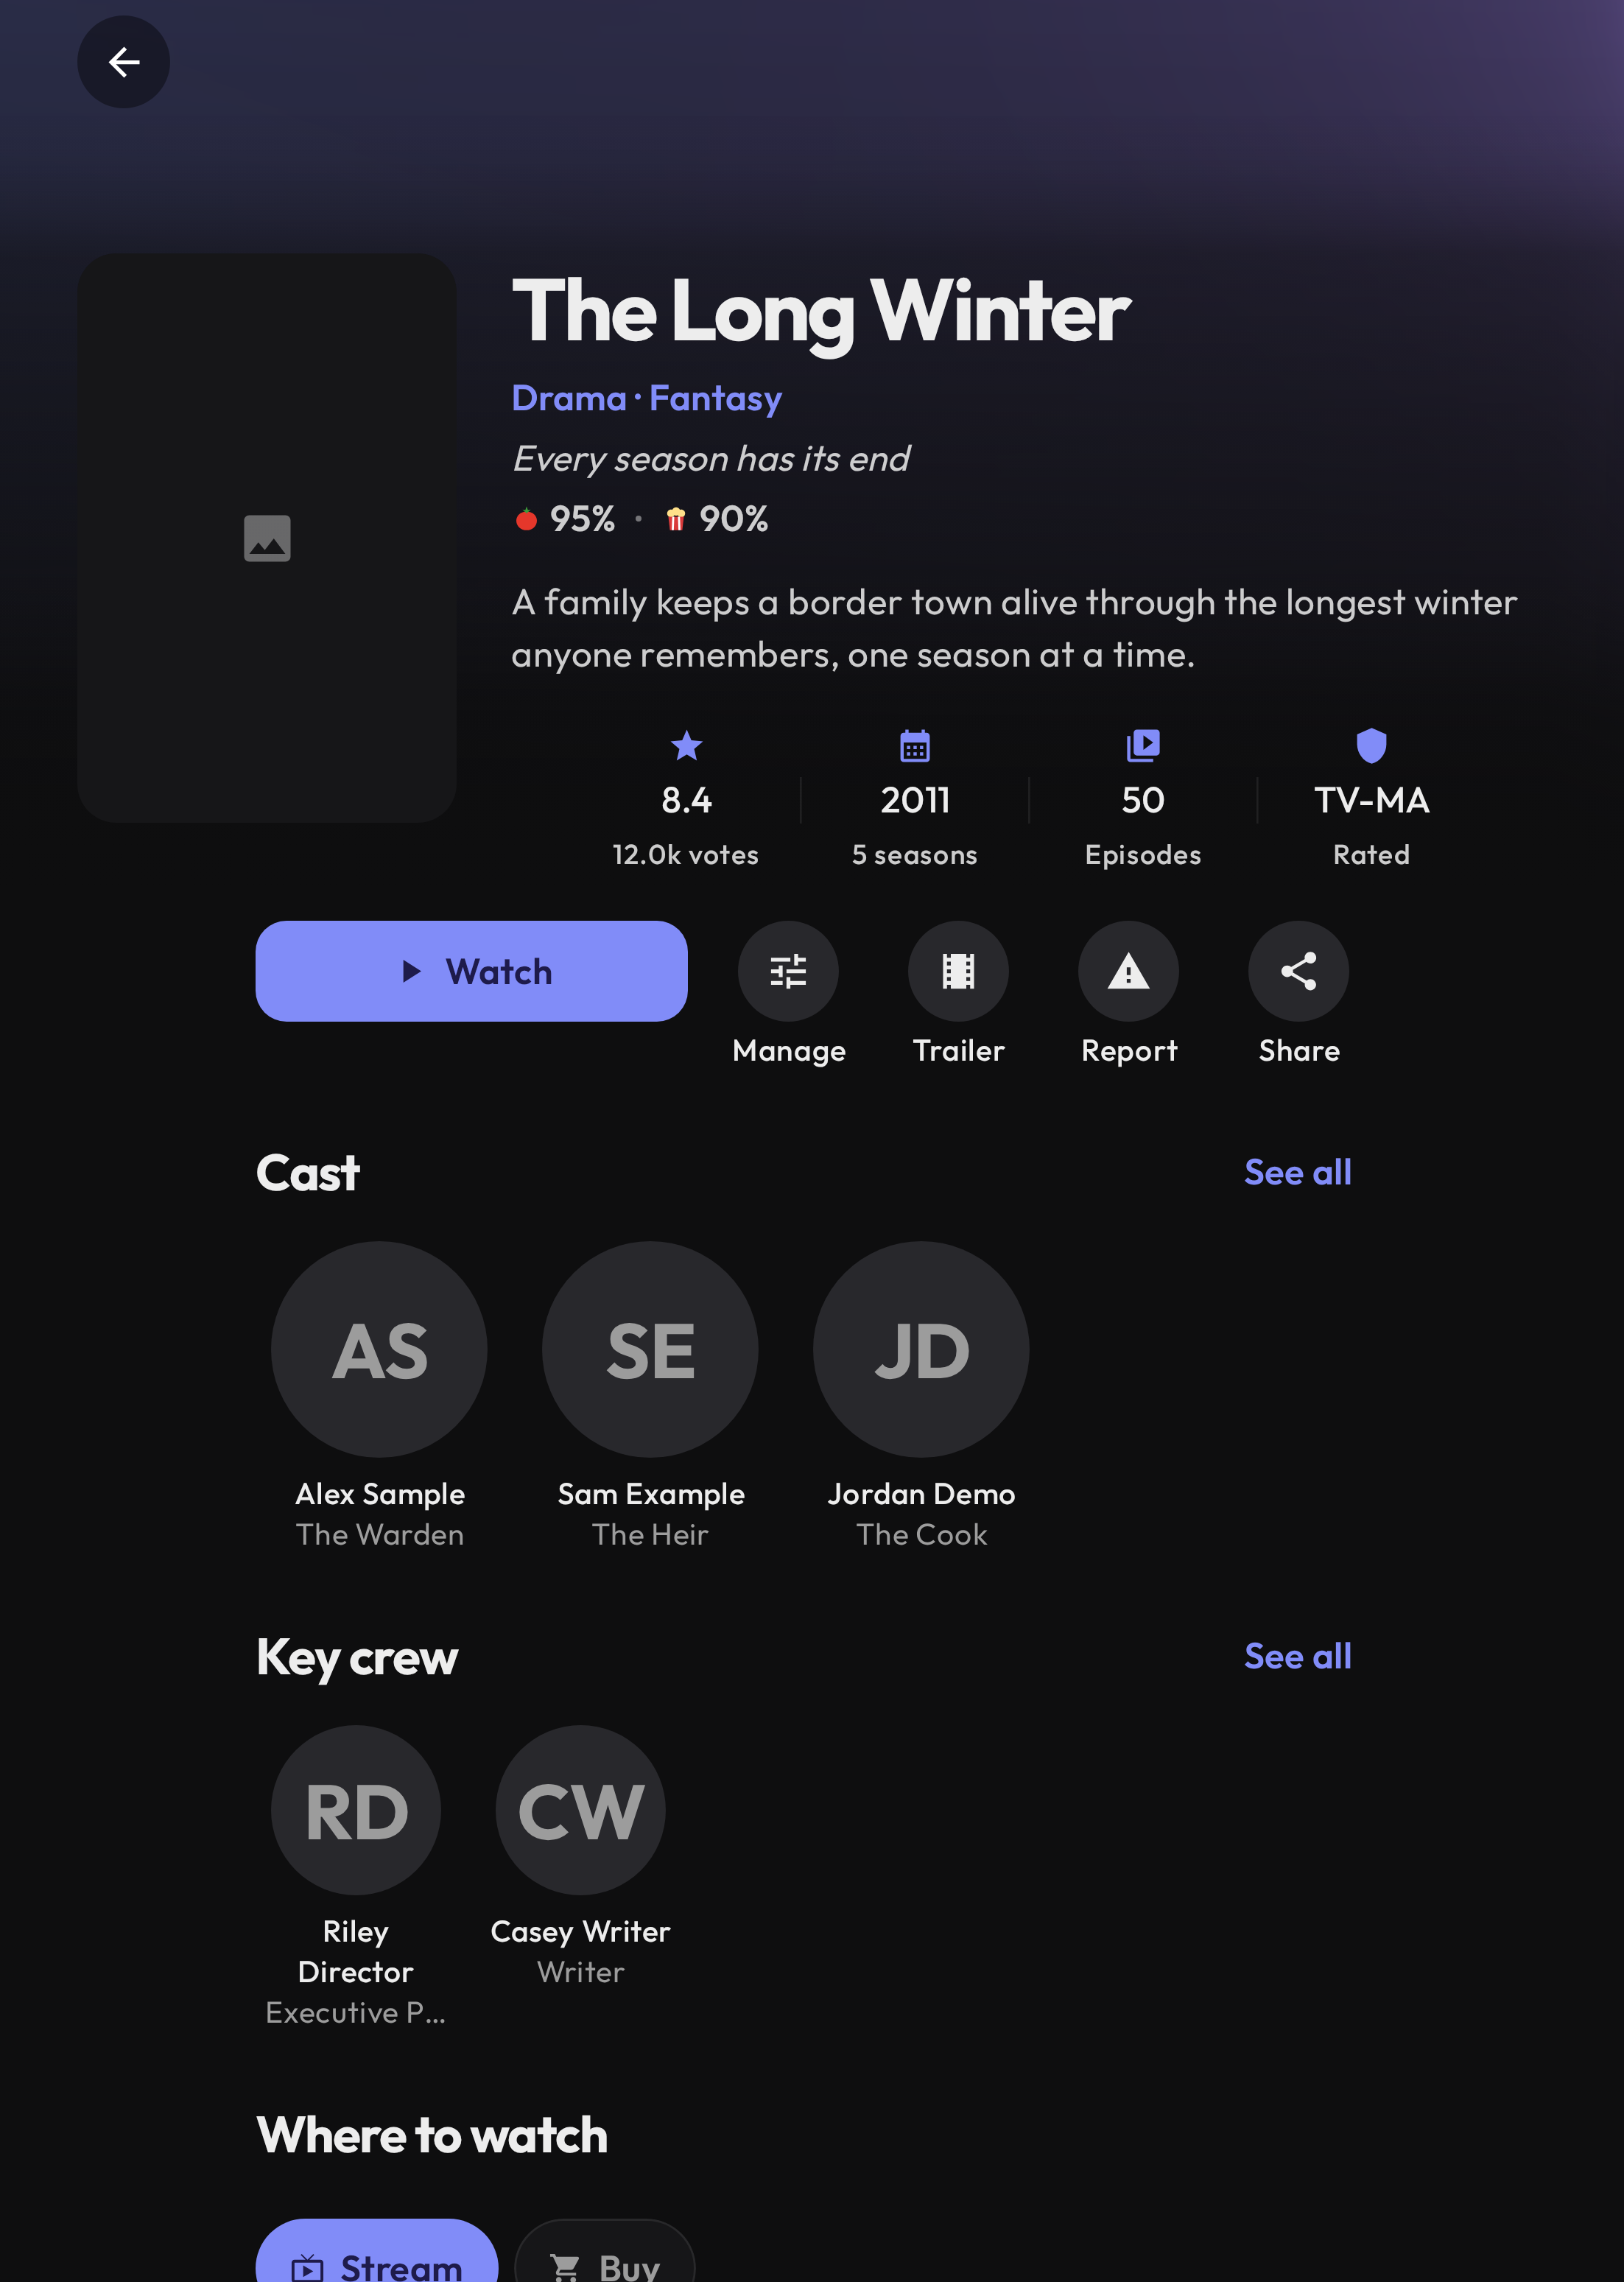 The Long Winter
Drama · Fantasy
Every season has its end
95% · 90%
A family keeps a border town alive through the longest winter
anyone remembers, one season at a time.
8.4
12.0k votes
2011
5 seasons
50
Episodes
TV-MA
Rated
Watch
Manage
Trailer
Report
Share
Cast
See all
AS
SE
JD
Alex Sample
The Warden
Sam Example
The Heir
Jordan Demo
The Cook
Key crew
See all
RD
CW
Riley
Director
Executive P…
Casey Writer
Writer
Where to watch
Stream
Buy